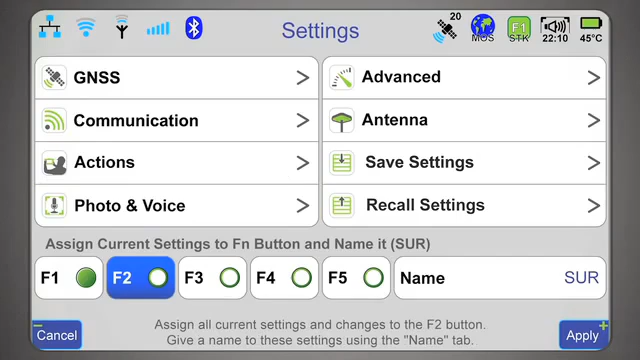 Settings
20
MOS
F1
STK
22:10
45°C
GNSS
Advanced
Communication
Antenna
Actions
Save Settings
Photo & Voice
Recall Settings
Assign Current Settings to Fn Button and Name it (SUR)
F1
F2
F3
F4
F5
Name SUR
Cancel
Assign all current settings and changes to the F2 button.
Give a name to these settings using the "Name" tab.
Apply